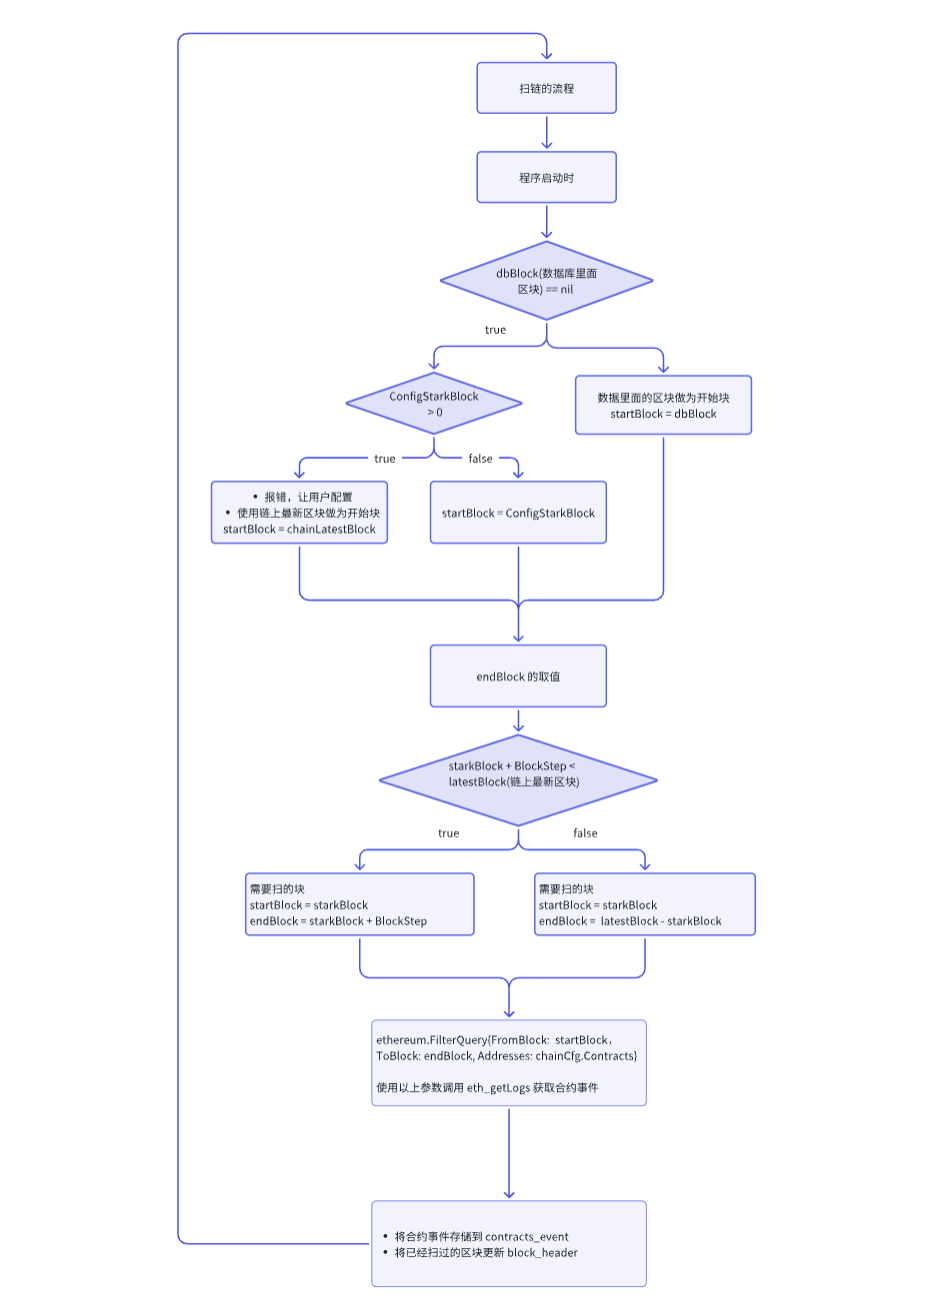 扫链的流程
程序启动时
dbBlock(数据库里面
区块) == nil
true
ConfigStarkBlock
> 0
数据里面的区块做为开始块
startBlock = dbBlock
true
false
• 报错，让用户配置
• 使用链上最新区块做为开始块
startBlock = chainLatestBlock
startBlock = ConfigStarkBlock
endBlock 的取值
starkBlock + BlockStep <
latestBlock(链上最新区块)
true
false
需要扫的块
startBlock = starkBlock
endBlock = starkBlock + BlockStep
需要扫的块
startBlock = starkBlock
endBlock = latestBlock - starkBlock
ethereum.FilterQuery{FromBlock: startBlock，
ToBlock: endBlock, Addresses: chainCfg.Contracts}
使用以上参数调用 eth_getLogs 获取合约事件
• 将合约事件存储到 contracts_event
• 将已经扫过的区块更新 block_header